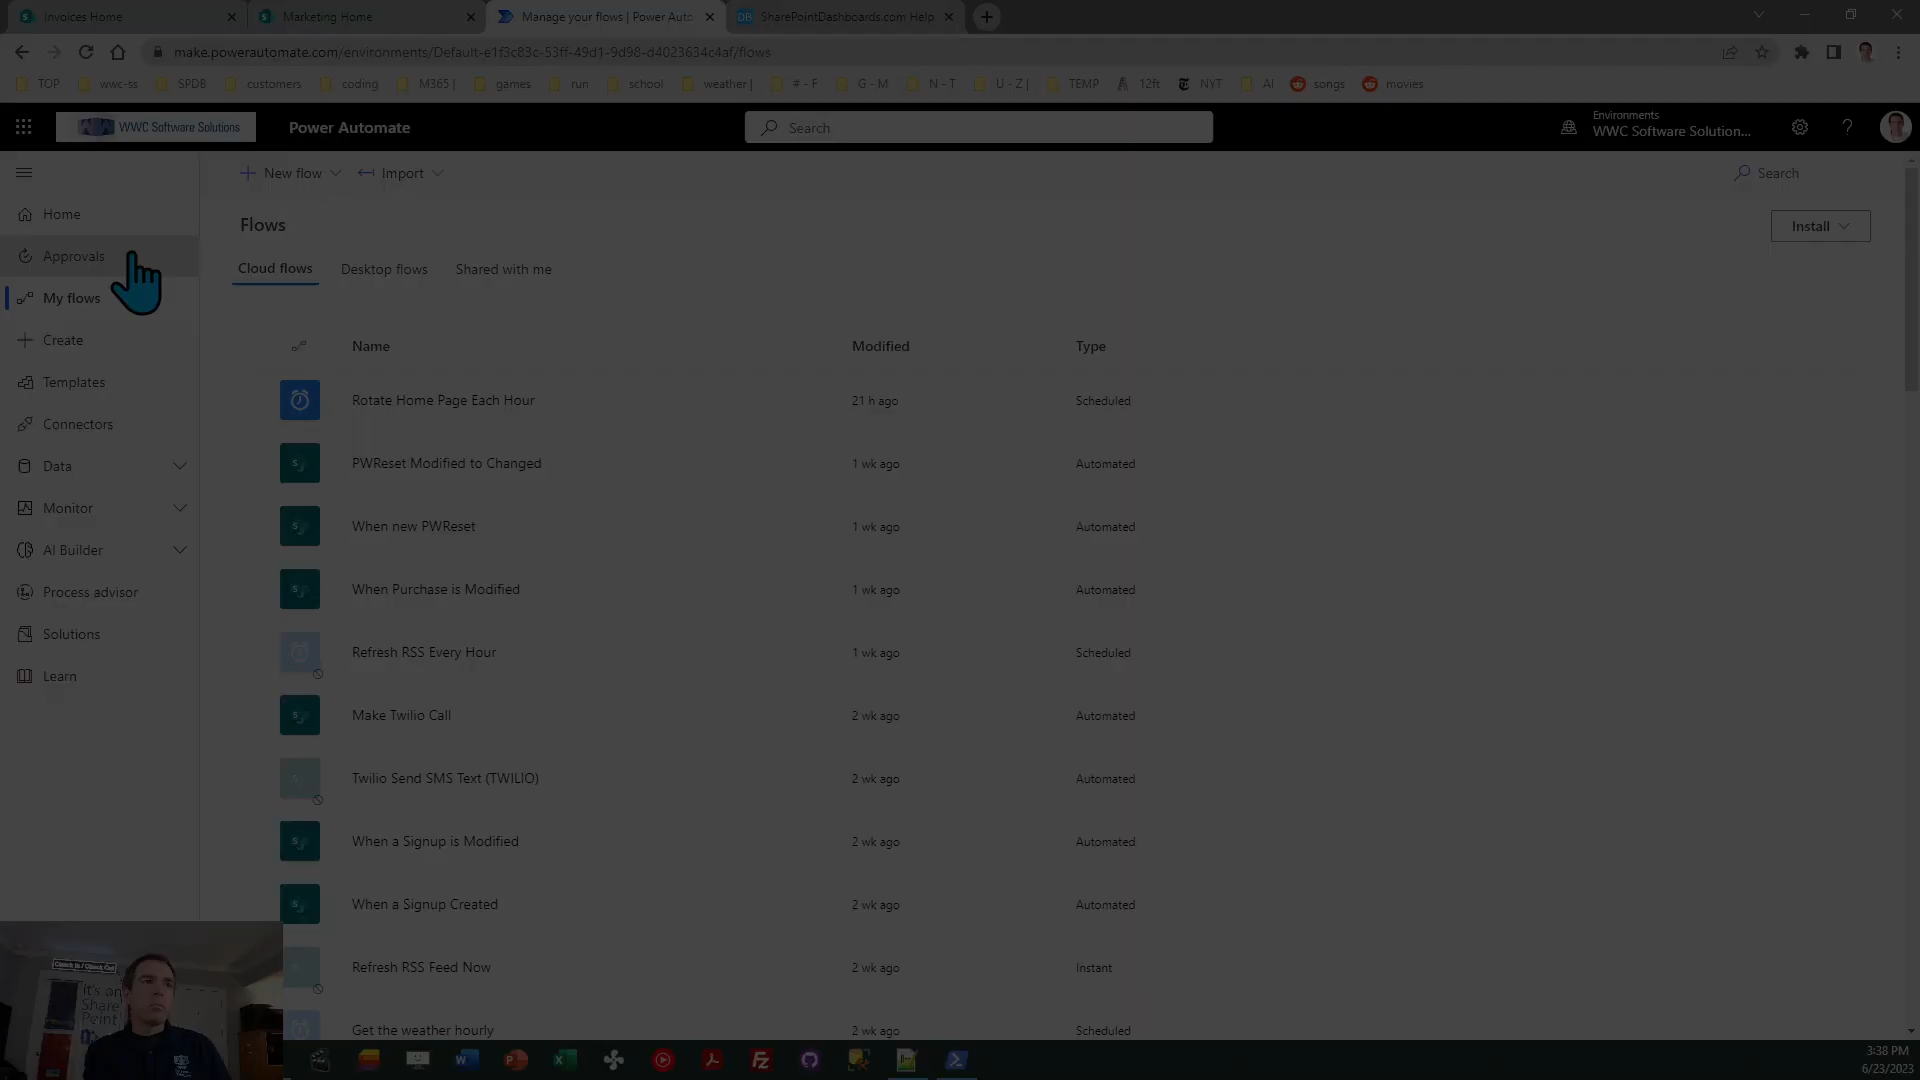 Invoices Home
Marketing Home
Manage your flows | Power Auto
SharePointDashboards.com Help
make.powerautomate.com/environments/Default-e1f3c83c-53ff-49d1-9d98-d4023634c4af/flows
TOP
wwc-ss
SPDB
customers
coding
M365 |
games
run
school
weather |
# - F
G - M
N - T
U - Z |
TEMP
12ft
NYT
AI
songs
movies
WWC Software Solutions
Power Automate
Search
Environments
WWC Software Solution...
New flow
Import
Search
Home
Approvals
My flows
Create
Templates
Connectors
Data
Monitor
AI Builder
Process advisor
Solutions
Learn
Flows
Install
Cloud flows
Desktop flows
Shared with me
Name Modified Type
Rotate Home Page Each Hour 21 h ago Scheduled
PWReset Modified to Changed 1 wk ago Automated
When new PWReset 1 wk ago Automated
When Purchase is Modified 1 wk ago Automated
Refresh RSS Every Hour 1 wk ago Scheduled
Make Twilio Call 2 wk ago Automated
Twilio Send SMS Text (TWILIO) 2 wk ago Automated
When a Signup is Modified 2 wk ago Automated
When a Signup Created 2 wk ago Automated
Refresh RSS Feed Now 2 wk ago Instant
Get the weather hourly 2 wk ago Scheduled
Check In / Check Out
It's on
Share
Point
3:38 PM
6/23/2023